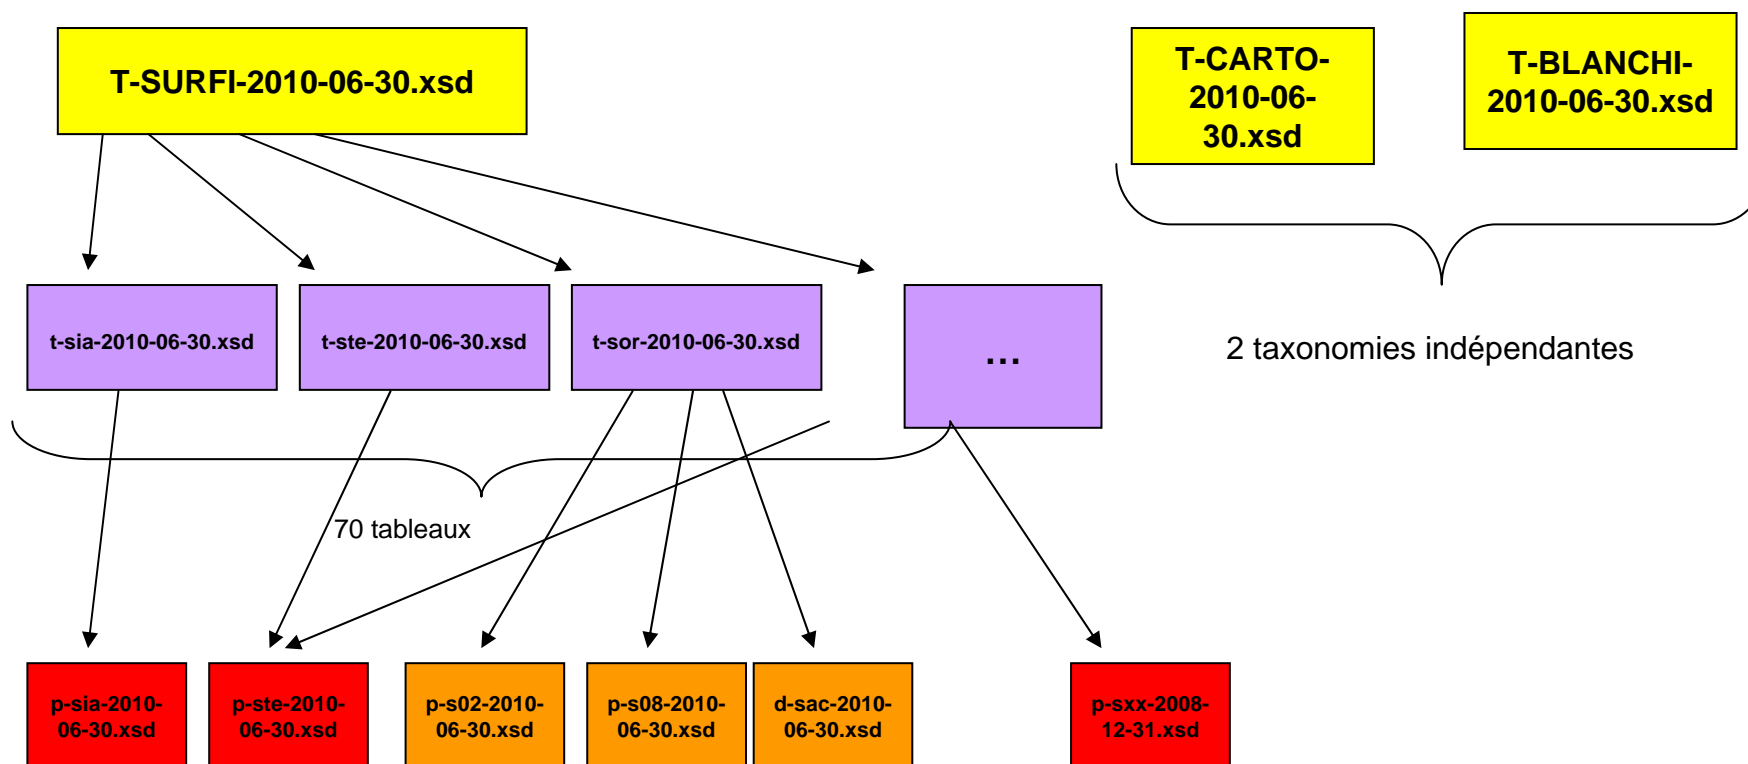 T-SURFI-2010-06-30.xsd
T-CARTO-
2010-06-
30.xsd
T-BLANCHI-
2010-06-30.xsd
t-sia-2010-06-30.xsd
t-ste-2010-06-30.xsd
t-sor-2010-06-30.xsd
...
2 taxonomies indépendantes
70 tableaux
p-sia-2010-
06-30.xsd
p-ste-2010-
06-30.xsd
p-s02-2010-
06-30.xsd
p-s08-2010-
06-30.xsd
d-sac-2010-
06-30.xsd
p-sxx-2008-
12-31.xsd